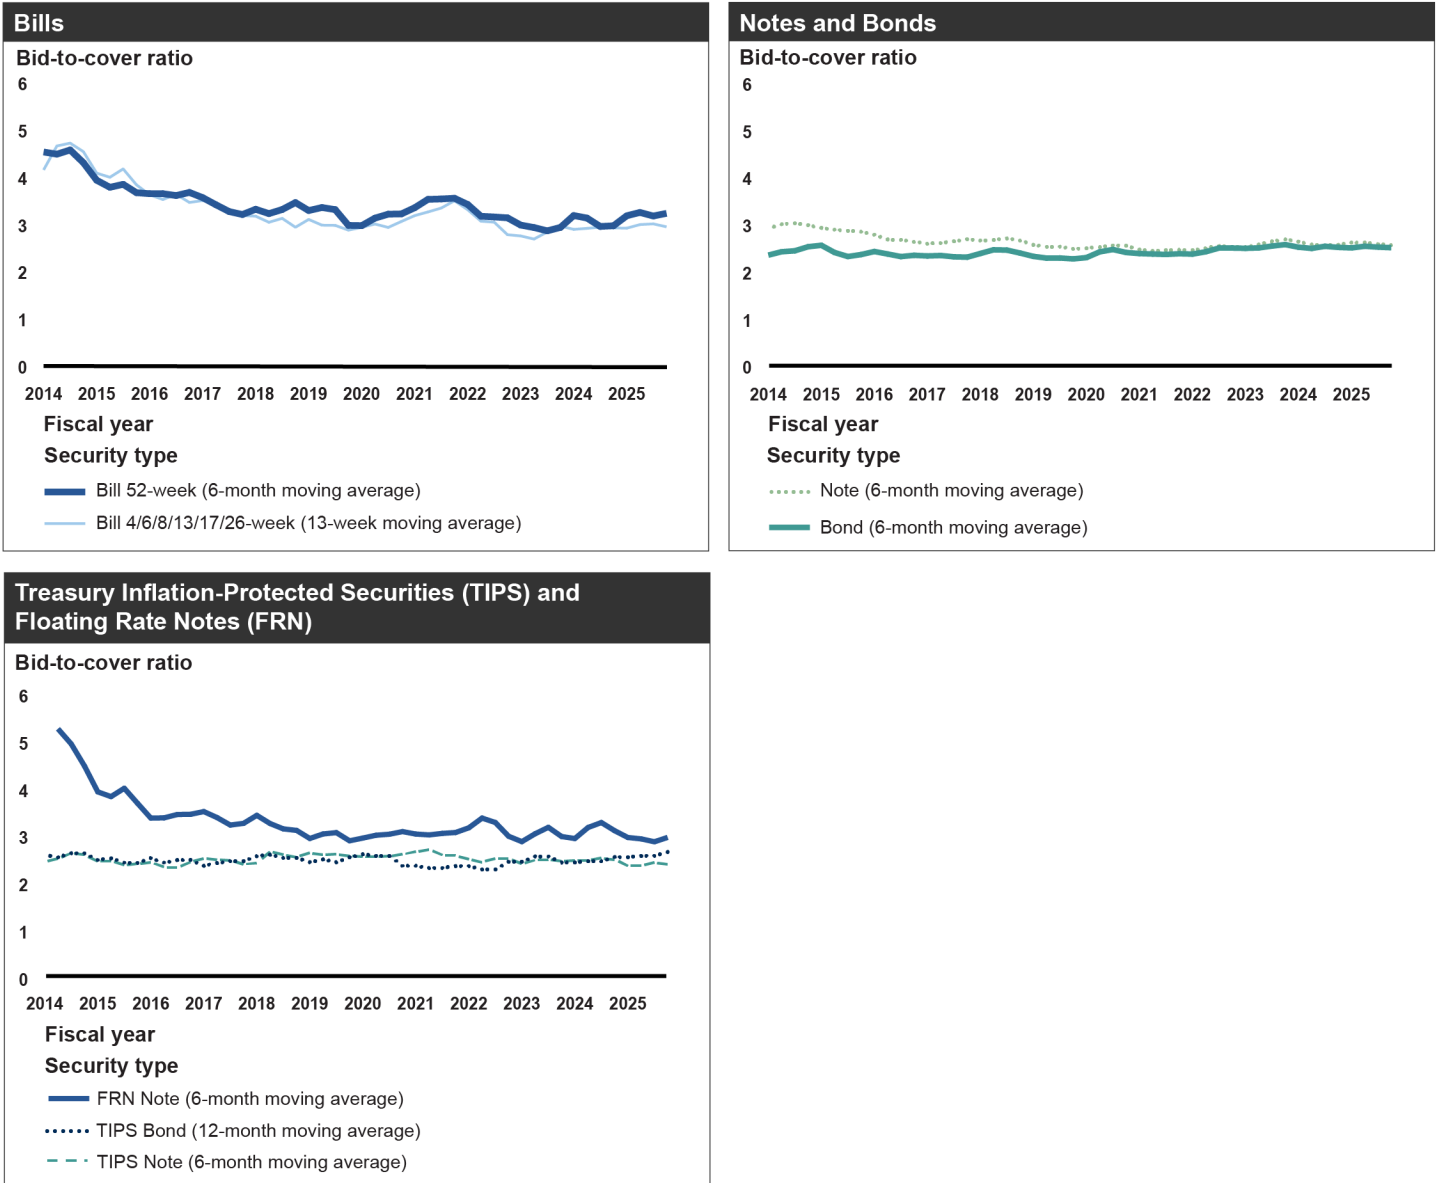 Bills
Bid-to-cover ratio
6
5
4
3
2
1
0
2014 2015 2016 2017 2018 2019 2020 2021 2022 2023 2024 2025
Fiscal year
Security type
Bill 52-week (6-month moving average)
Bill 4/6/8/13/17/26-week (13-week moving average)
Notes and Bonds
Bid-to-cover ratio
6
5
4
3
2
1
0
2014 2015 2016 2017 2018 2019 2020 2021 2022 2023 2024 2025
Fiscal year
Security type
Note (6-month moving average)
Bond (6-month moving average)
Treasury Inflation-Protected Securities (TIPS) and
Floating Rate Notes (FRN)
Bid-to-cover ratio
6
5
4
3
2
1
0
2014 2015 2016 2017 2018 2019 2020 2021 2022 2023 2024 2025
Fiscal year
Security type
FRN Note (6-month moving average)
TIPS Bond (12-month moving average)
TIPS Note (6-month moving average)